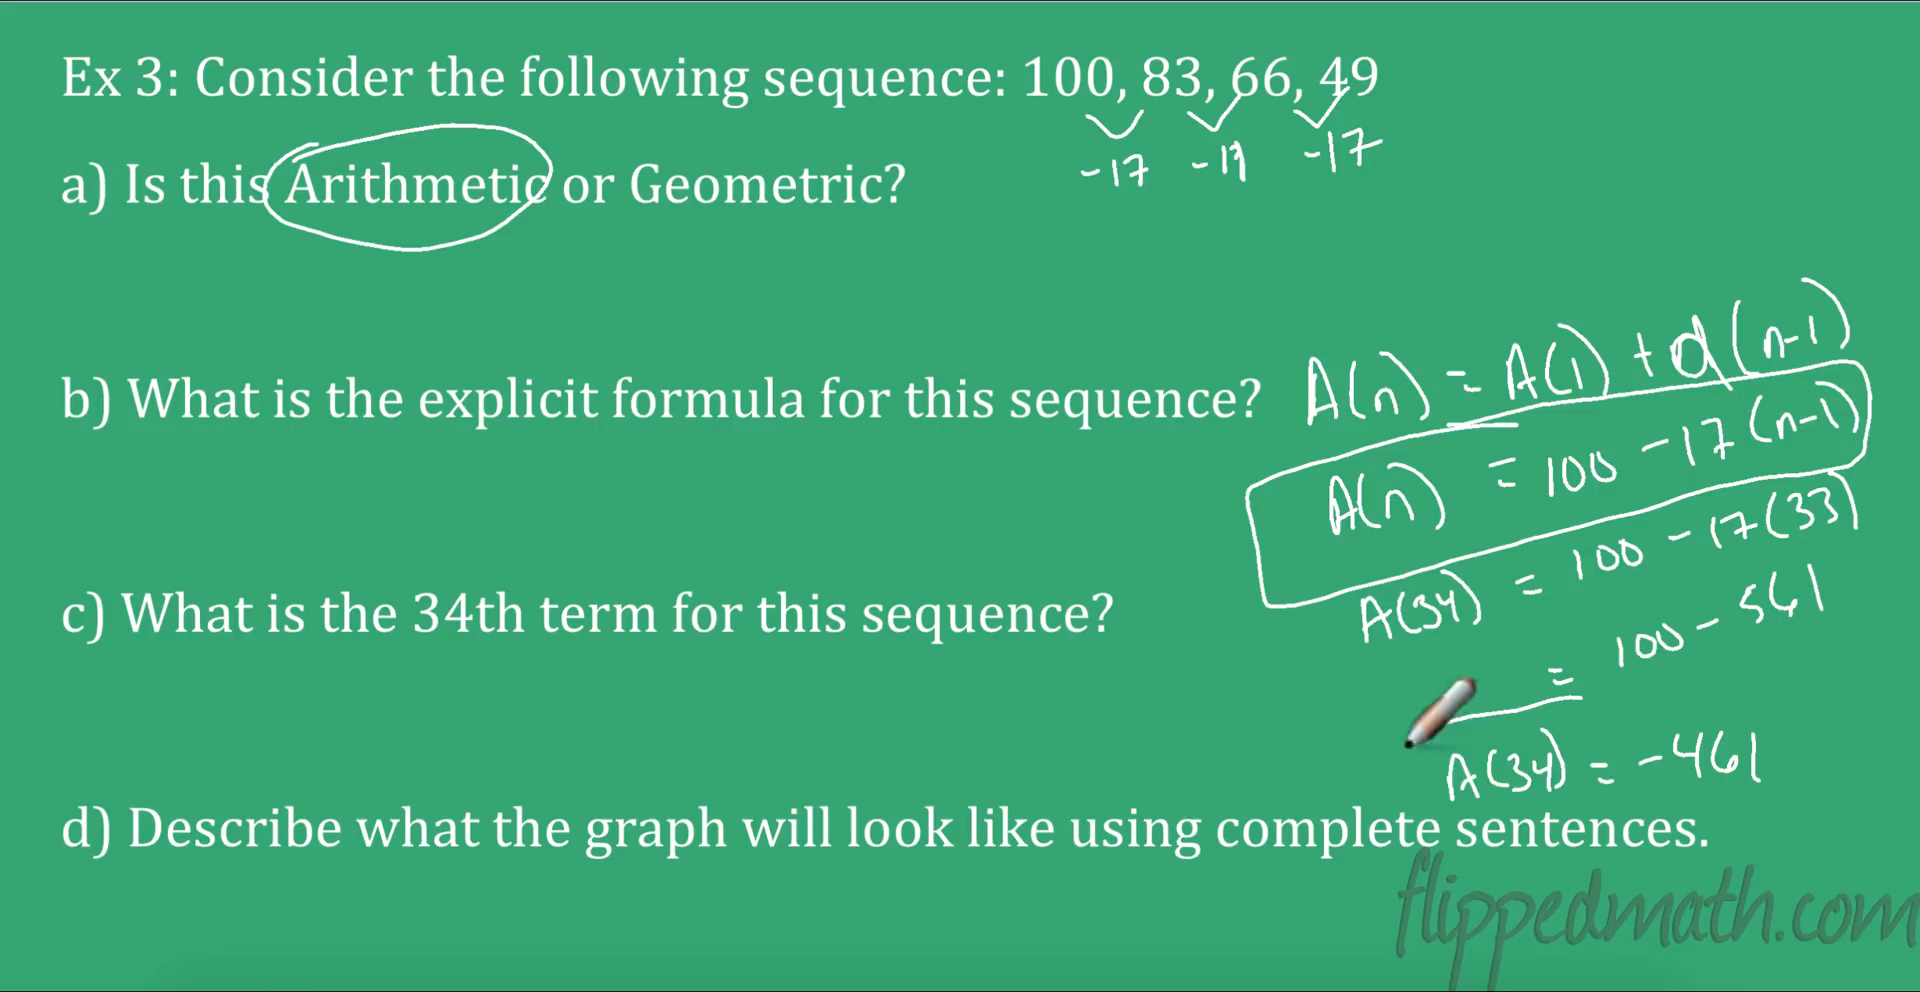 Ex 3: Consider the following sequence: 100, 83, 66, 49
-17 -17 -17
a) Is this Arithmetic or Geometric?
A(n) = A(1) + d(n-1)
b) What is the explicit formula for this sequence?
A(n) = 100 - 17(n-1)
A(34) = 100 - 17(33)
c) What is the 34th term for this sequence?
= 100 - 561
A(34) = -461
d) Describe what the graph will look like using complete sentences.
flippedmath.com